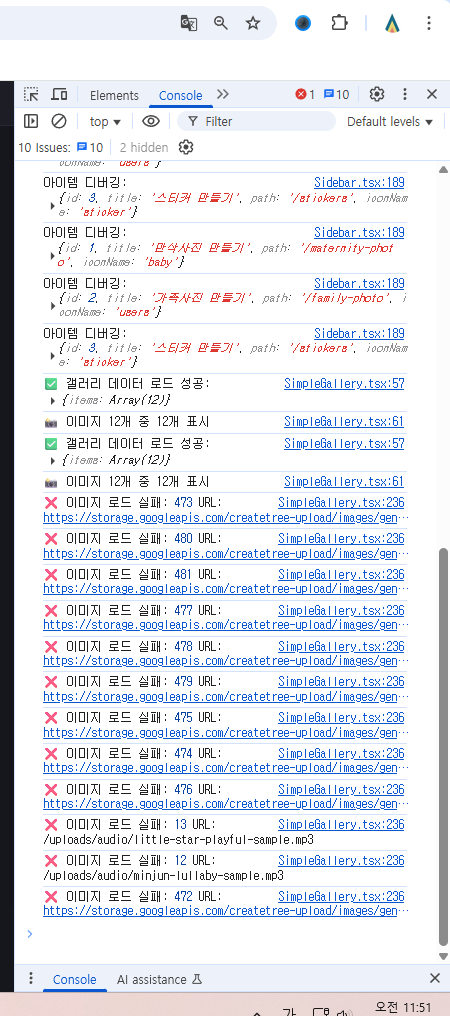 Elements Console 1 10
top Filter Default levels
10 Issues: 10 2 hidden
e: 'users'}
아이템 디버깅: Sidebar.tsx:189
{id: 3, title: '스티커 만들기', path: '/stickers', iconNam
e: 'sticker'}
아이템 디버깅: Sidebar.tsx:189
{id: 1, title: '만삭사진 만들기', path: '/maternity-phot
o', iconName: 'baby'}
아이템 디버깅: Sidebar.tsx:189
{id: 2, title: '가족사진 만들기', path: '/family-photo', ic
onName: 'users'}
아이템 디버깅: Sidebar.tsx:189
{id: 3, title: '스티커 만들기', path: '/stickers', iconNam
e: 'sticker'}
✅ 갤러리 데이터 로드 성공: SimpleGallery.tsx:57
{items: Array(12)}
📷 이미지 12개 중 12개 표시 SimpleGallery.tsx:61
✅ 갤러리 데이터 로드 성공: SimpleGallery.tsx:57
{items: Array(12)}
📷 이미지 12개 중 12개 표시 SimpleGallery.tsx:61
❌ 이미지 로드 실패: 473 URL: SimpleGallery.tsx:236
https://storage.googleapis.com/createtree-upload/images/gen…
❌ 이미지 로드 실패: 480 URL: SimpleGallery.tsx:236
https://storage.googleapis.com/createtree-upload/images/gen…
❌ 이미지 로드 실패: 481 URL: SimpleGallery.tsx:236
https://storage.googleapis.com/createtree-upload/images/gen…
❌ 이미지 로드 실패: 477 URL: SimpleGallery.tsx:236
https://storage.googleapis.com/createtree-upload/images/gen…
❌ 이미지 로드 실패: 478 URL: SimpleGallery.tsx:236
https://storage.googleapis.com/createtree-upload/images/gen…
❌ 이미지 로드 실패: 479 URL: SimpleGallery.tsx:236
https://storage.googleapis.com/createtree-upload/images/gen…
❌ 이미지 로드 실패: 475 URL: SimpleGallery.tsx:236
https://storage.googleapis.com/createtree-upload/images/gen…
❌ 이미지 로드 실패: 474 URL: SimpleGallery.tsx:236
https://storage.googleapis.com/createtree-upload/images/gen…
❌ 이미지 로드 실패: 476 URL: SimpleGallery.tsx:236
https://storage.googleapis.com/createtree-upload/images/gen…
❌ 이미지 로드 실패: 13 URL: SimpleGallery.tsx:236
/uploads/audio/little-star-playful-sample.mp3
❌ 이미지 로드 실패: 12 URL: SimpleGallery.tsx:236
/uploads/audio/minjun-lullaby-sample.mp3
❌ 이미지 로드 실패: 472 URL: SimpleGallery.tsx:236
https://storage.googleapis.com/createtree-upload/images/gen…
Console AI assistance
가 오전 11:51